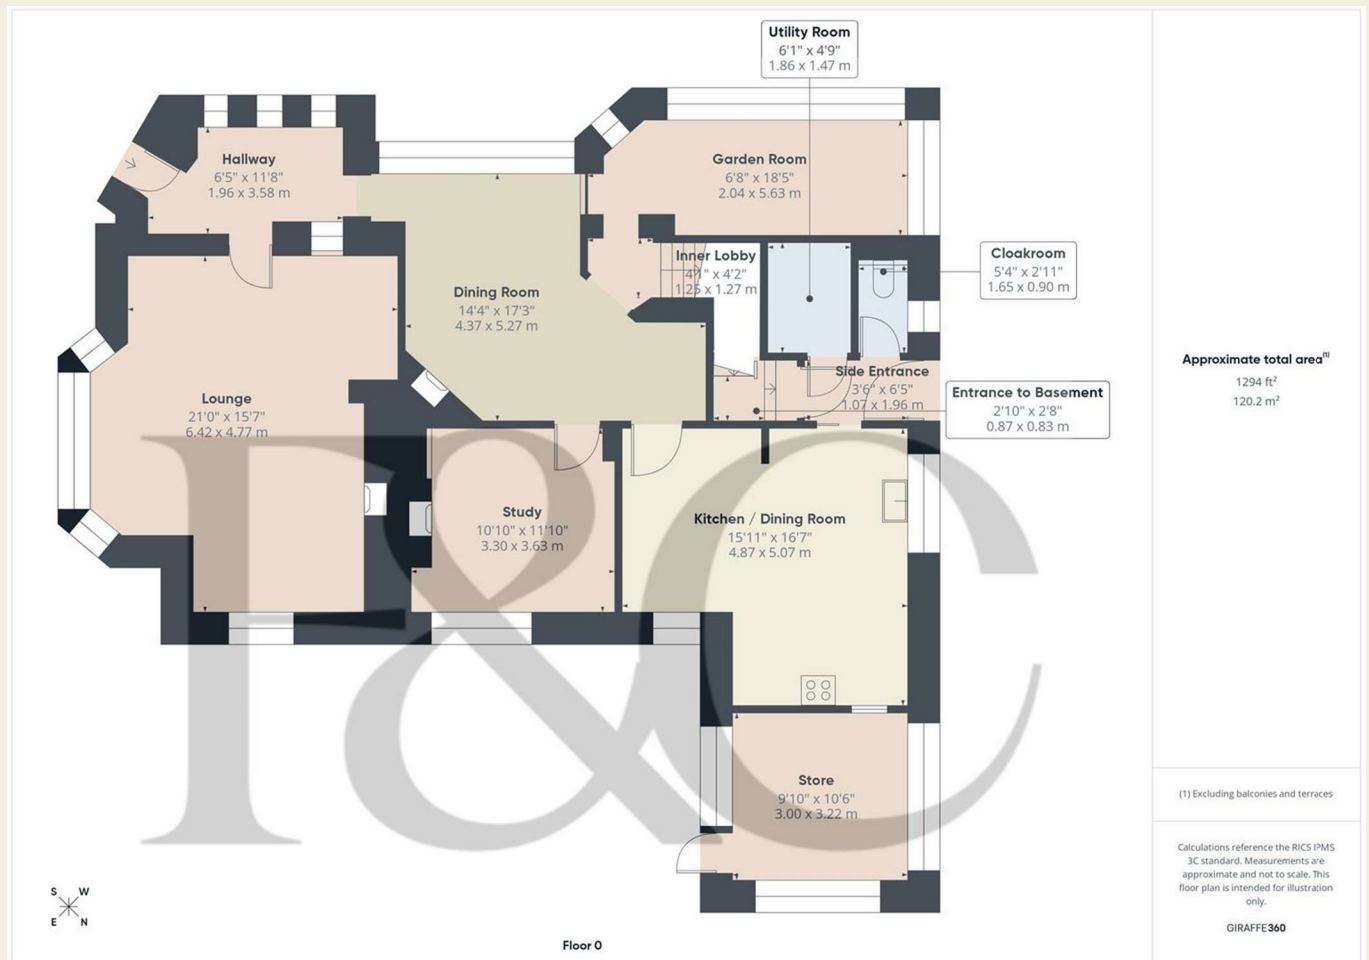 Utility Room
6'1" x 4'9"
1.86 x 1.47 m
Hallway
6'5" x 11'8"
1.96 x 3.58 m
Garden Room
6'8" x 18'5"
2.04 x 5.63 m
Inner Lobby
4'1" x 4'2"
1.25 x 1.27 m
Cloakroom
5'4" x 2'11"
1.65 x 0.90 m
Dining Room
14'4" x 17'3"
4.37 x 5.27 m
Side Entrance
3'6" x 6'5"
1.07 x 1.96 m
Entrance to Basement
2'10" x 2'8"
0.87 x 0.83 m
Lounge
21'0" x 15'7"
6.42 x 4.77 m
Study
10'10" x 11'10"
3.30 x 3.63 m
Kitchen / Dining Room
15'11" x 16'7"
4.87 x 5.07 m
Store
9'10" x 10'6"
3.00 x 3.22 m
F&C
S W
E N
Floor 0
Approximate total area(1)
1294 ft²
120.2 m²
(1) Excluding balconies and terraces
Calculations reference the RICS IPMS
3C standard. Measurements are
approximate and not to scale. This
floor plan is intended for illustration
only.
GIRAFFE360